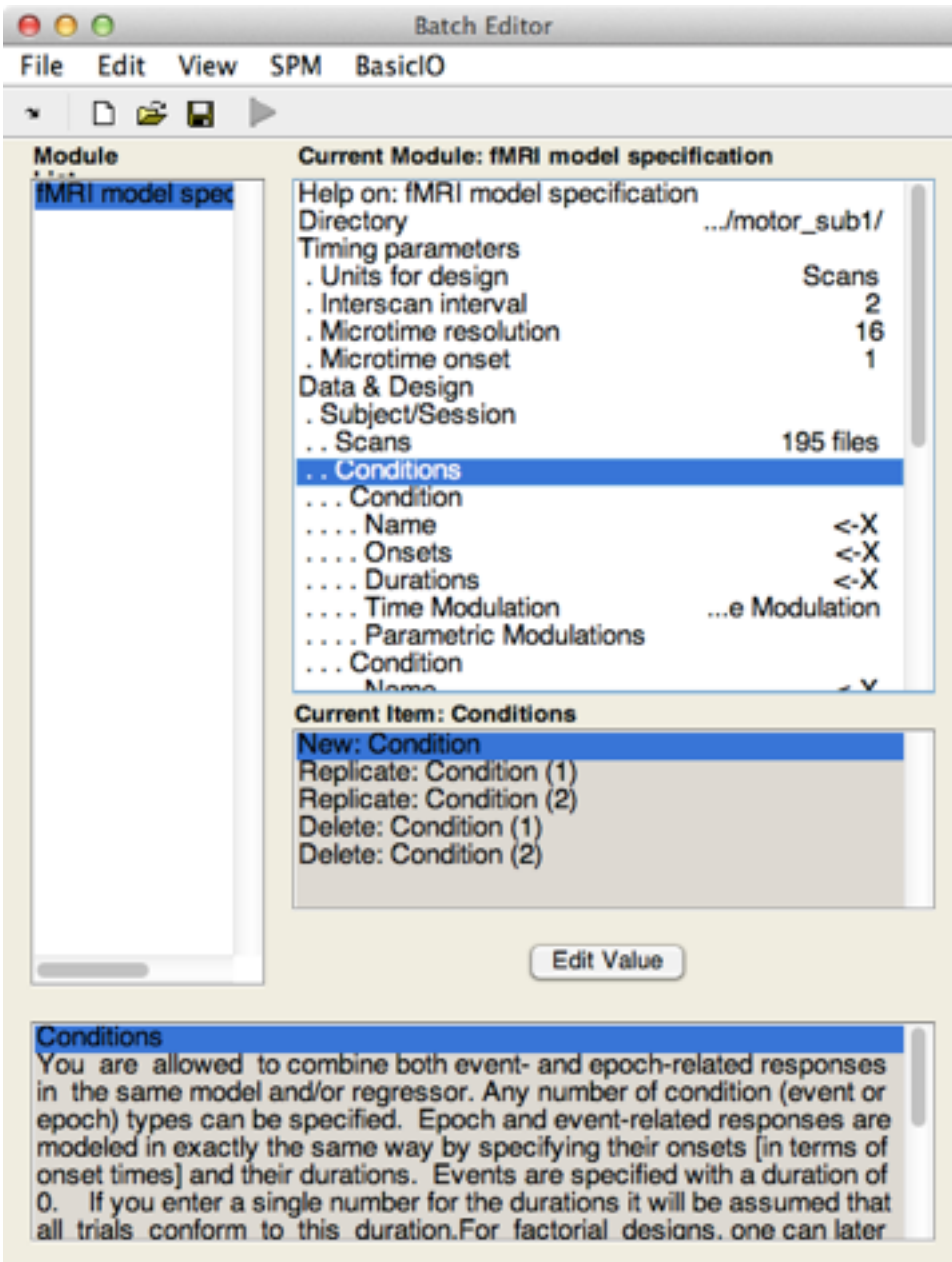 Batch Editor
File Edit View SPM BasicIO
Module
Current Module: fMRI model specification
fMRI model spec
Help on: fMRI model specification
Directory .../motor_sub1/
Timing parameters
. Units for design Scans
. Interscan interval 2
. Microtime resolution 16
. Microtime onset 1
Data & Design
. Subject/Session
. . Scans 195 files
. . Conditions
. . . Condition
. . . . Name <-X
. . . . Onsets <-X
. . . . Durations <-X
. . . . Time Modulation ...e Modulation
. . . . Parametric Modulations
. . . Condition
Name <-X
Current Item: Conditions
New: Condition
Replicate: Condition (1)
Replicate: Condition (2)
Delete: Condition (1)
Delete: Condition (2)
Edit Value
Conditions
You are allowed to combine both event- and epoch-related responses
in the same model and/or regressor. Any number of condition (event or
epoch) types can be specified. Epoch and event-related responses are
modeled in exactly the same way by specifying their onsets [in terms of
onset times] and their durations. Events are specified with a duration of
0. If you enter a single number for the durations it will be assumed that
all trials conform to this duration.For factorial designs, one can later